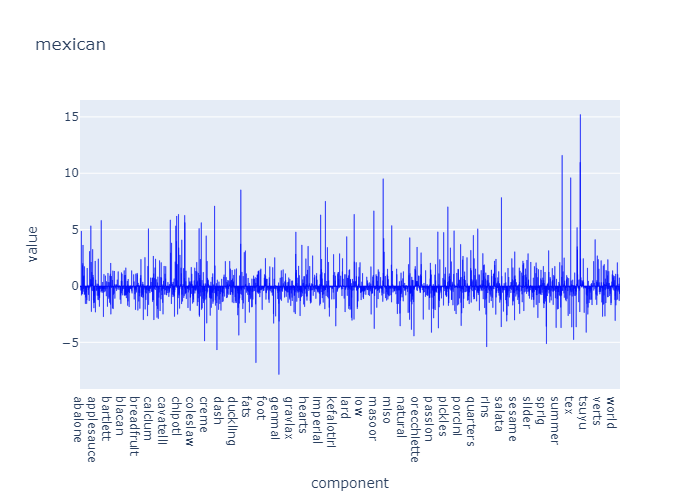 mexican
value
15
10
5
0
−5
abalone
applesauce
bartlett
blacan
breadfruit
calcium
cavatelli
chipotl
coleslaw
creme
dash
duckling
fats
foot
genmai
gravlax
hearts
imperial
kefalotiri
lard
low
masoor
miso
natural
orecchiette
passion
pickles
porcini
quarters
rins
salata
sesame
slider
sprig
summer
tex
tsuyu
verts
world
component